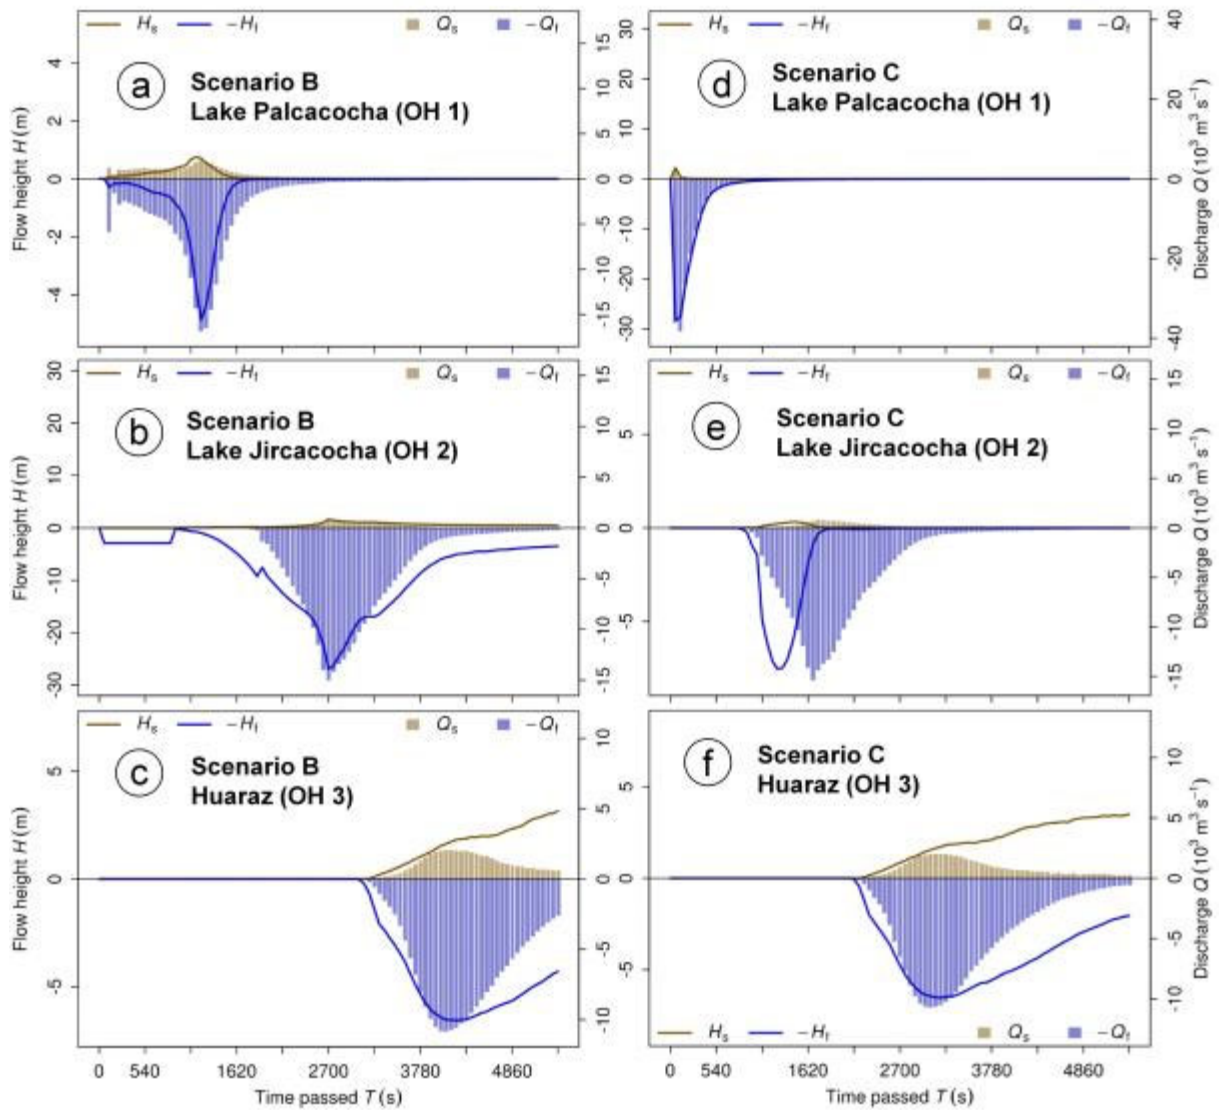 Hs −Hf Qs −Qf
a Scenario B
Lake Palcacocha (OH 1)
Flow height H (m)
4
2
0
-2
-4
15
10
5
0
-5
-10
-15
Hs −Hf Qs −Qf
d Scenario C
Lake Palcacocha (OH 1)
30
20
10
0
-10
-20
-30
40
20
0
-20
-40
Discharge Q (10³ m³ s⁻¹)
Hs −Hf Qs −Qf
b Scenario B
Lake Jircacocha (OH 2)
Flow height H (m)
30
20
10
0
-10
-20
-30
15
10
5
0
-5
-10
-15
Hs −Hf Qs −Qf
e Scenario C
Lake Jircacocha (OH 2)
5
0
-5
15
10
5
0
-5
-10
-15
Discharge Q (10³ m³ s⁻¹)
Hs −Hf Qs −Qf
c Scenario B
Huaraz (OH 3)
Flow height H (m)
5
0
-5
10
5
0
-5
-10
0 540 1620 2700 3780 4860
Time passed T (s)
f Scenario C
Huaraz (OH 3)
5
0
-5
10
5
0
-5
-10
Discharge Q (10³ m³ s⁻¹)
Hs −Hf Qs −Qf
0 540 1620 2700 3780 4860
Time passed T (s)